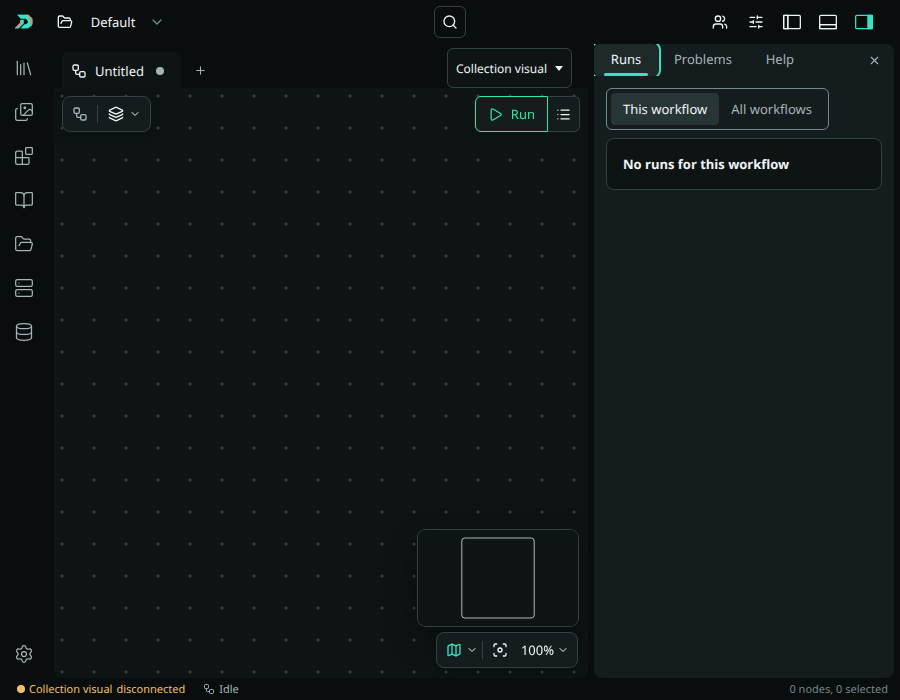 Default
Untitled
Collection visual
Run
Runs
Problems
Help
This workflow
All workflows
No runs for this workflow
100%
Collection visual disconnected
Idle
0 nodes, 0 selected